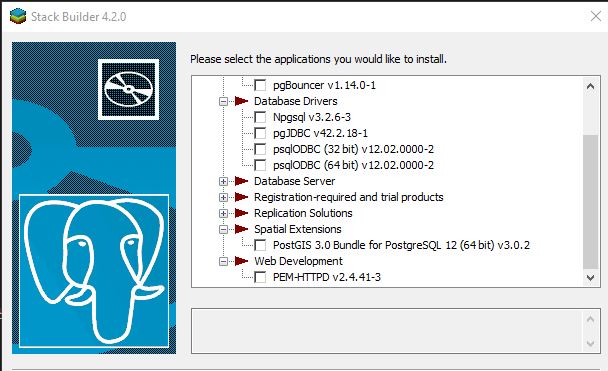 Stack Builder 4.2.0
Please select the applications you would like to install.
pgBouncer v1.14.0-1
Database Drivers
Npgsql v3.2.6-3
pgJDBC v42.2.18-1
psqlODBC (32 bit) v12.02.0000-2
psqlODBC (64 bit) v12.02.0000-2
Database Server
Registration-required and trial products
Replication Solutions
Spatial Extensions
PostGIS 3.0 Bundle for PostgreSQL 12 (64 bit) v3.0.2
Web Development
PEM-HTTPD v2.4.41-3